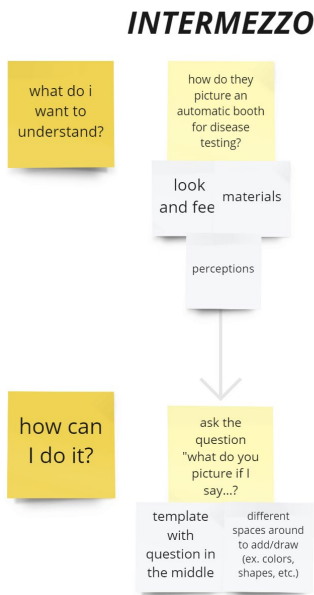 INTERMEZZO
what do i
want to
understand?
how do they
picture an
automatic booth
for disease
testing?
look
and fee
materials
perceptions
how can
I do it?
ask the
question
"what do you
picture if I
say...?
template
with
question in
the middle
different
spaces around
to add/draw
(ex. colors,
shapes, etc.)